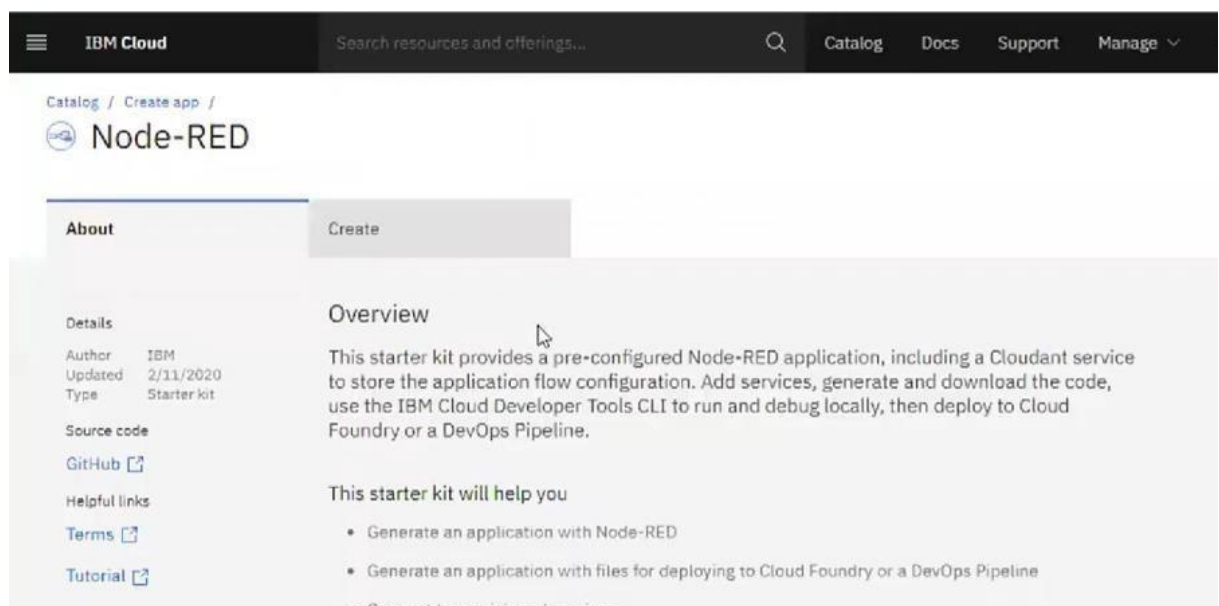 IBM Cloud
Search resources and offerings...
Catalog
Docs
Support
Manage
Catalog / Create app /
Node-RED
About
Create
Details
Author IBM
Updated 2/11/2020
Type Starter kit
Source code
GitHub
Helpful links
Terms
Tutorial
Overview
This starter kit provides a pre-configured Node-RED application, including a Cloudant service
to store the application flow configuration. Add services, generate and download the code,
use the IBM Cloud Developer Tools CLI to run and debug locally, then deploy to Cloud
Foundry or a DevOps Pipeline.
This starter kit will help you
• Generate an application with Node-RED
• Generate an application with files for deploying to Cloud Foundry or a DevOps Pipeline